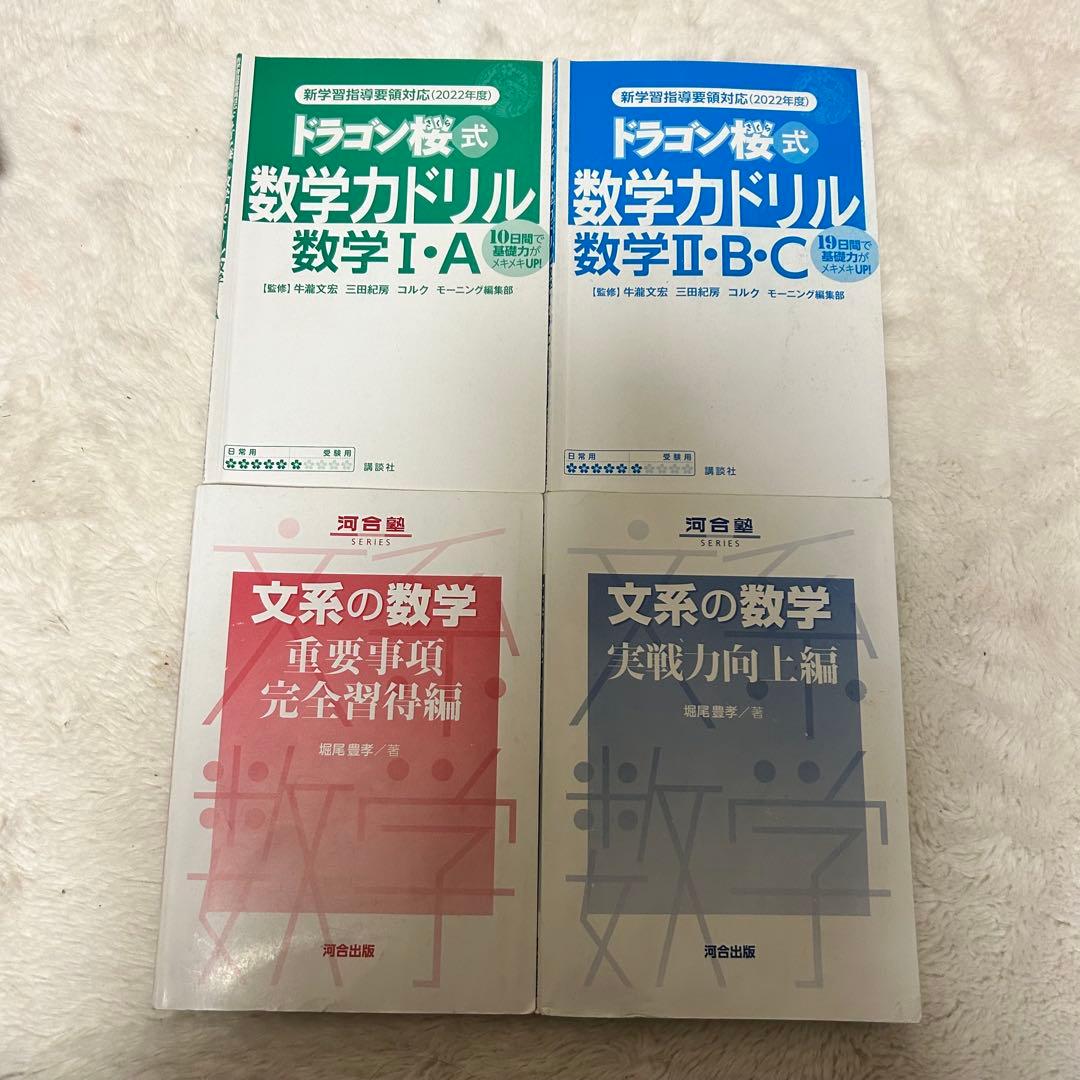 新学習指導要領対応(2022年度)
さくら
ドラゴン桜式
数学力ドリル
数学I・A
10日間で
基礎力が
メキメキUP!
【監修】牛瀧文宏 三田紀房 コルク モーニング編集部
日常用 受験用
講談社
新学習指導要領対応(2022年度)
さくら
ドラゴン桜式
数学力ドリル
数学II・B・C
19日間で
基礎力が
メキメキUP!
【監修】牛瀧文宏 三田紀房 コルク モーニング編集部
日常用 受験用
講談社
河合塾
SERIES
文系の数学
重要事項
完全習得編
堀尾豊孝/著
河合出版
河合塾
SERIES
文系の数学
実戦力向上編
堀尾豊孝/著
河合出版